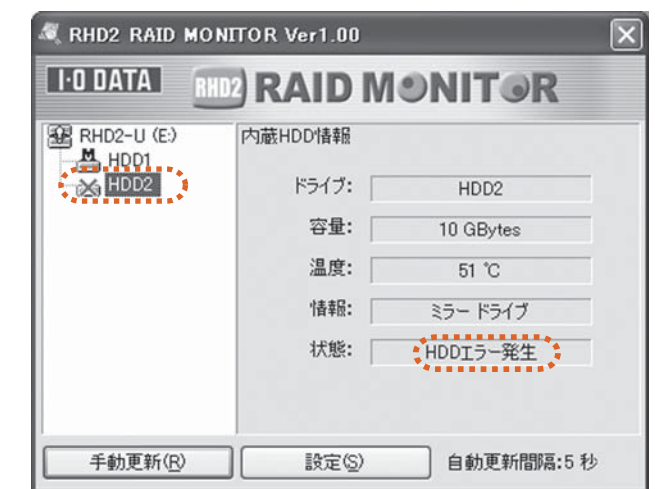 RHD2 RAID MONITOR Ver1.00
I-O DATA RHD2 RAID MONITOR
RHD2-U (E:)
M HDD1
HDD2
内蔵HDD情報
ドライブ: HDD2
容量: 10 GBytes
温度: 51 ℃
情報: ミラー ドライブ
状態: HDDエラー発生
手動更新(R) 設定(S) 自動更新間隔:5 秒